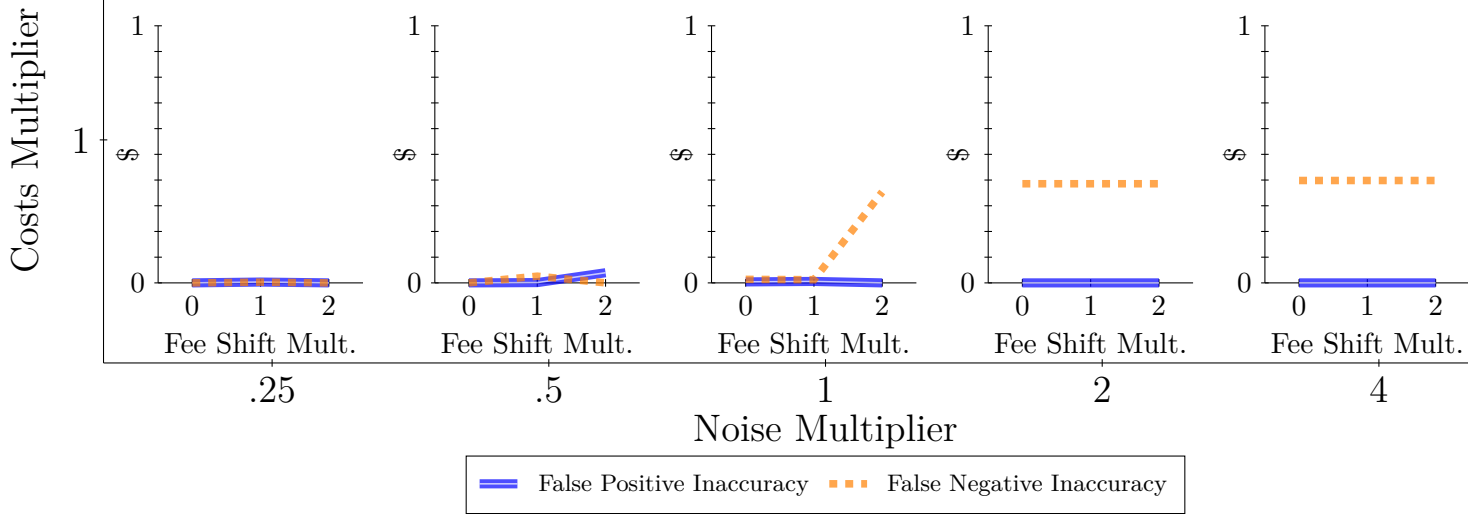 Costs Multiplier
1
1
$
0
0 1 2
Fee Shift Mult.
1
$
0
0 1 2
Fee Shift Mult.
1
$
0
0 1 2
Fee Shift Mult.
1
$
0
0 1 2
Fee Shift Mult.
1
$
0
0 1 2
Fee Shift Mult.
.25 .5 1 2 4
Noise Multiplier
False Positive Inaccuracy False Negative Inaccuracy